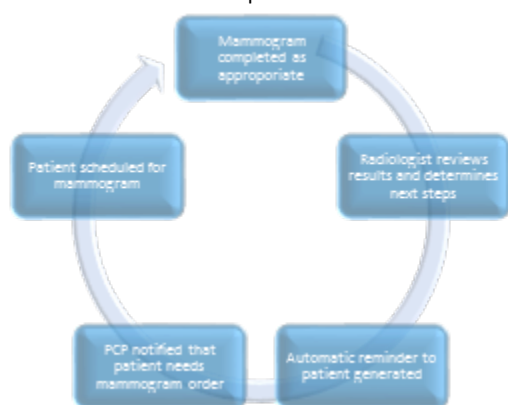 Mammogram
completed as
approporiate
Radiologist reviews
results and determines
next steps
Automatic reminder to
patient generated
PCP notified that
patient needs
mammogram order
Patient scheduled for
mammogram